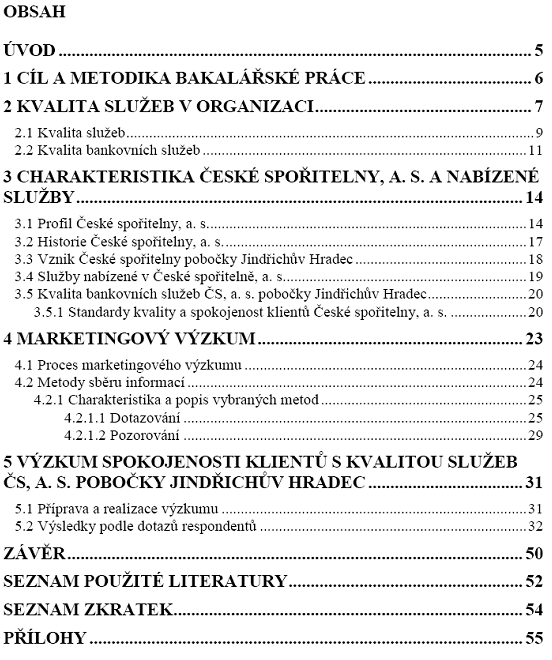 OBSAH
ÚVOD ........ 5
1 CÍL A METODIKA BAKALÁŘSKÉ PRÁCE ........ 6
2 KVALITA SLUŽEB V ORGANIZACI ........ 7
2.1 Kvalita služeb ........ 9
2.2 Kvalita bankovních služeb ........ 11
3 CHARAKTERISTIKA ČESKÉ SPOŘITELNY, A. S. A NABÍZENÉ
SLUŽBY ........ 14
3.1 Profil České spořitelny, a. s. ........ 14
3.2 Historie České spořitelny, a. s. ........ 17
3.3 Vznik České spořitelny pobočky Jindřichův Hradec ........ 18
3.4 Služby nabízené v České spořitelně, a. s. ........ 19
3.5 Kvalita bankovních služeb ČS, a. s. pobočky Jindřichův Hradec ........ 20
3.5.1 Standardy kvality a spokojenost klientů České spořitelny, a. s. ........ 20
4 MARKETINGOVÝ VÝZKUM ........ 23
4.1 Proces marketingového výzkumu ........ 24
4.2 Metody sběru informací ........ 24
4.2.1 Charakteristika a popis vybraných metod ........ 25
4.2.1.1 Dotazování ........ 25
4.2.1.2 Pozorování ........ 29
5 VÝZKUM SPOKOJENOSTI KLIENTŮ S KVALITOU SLUŽEB
ČS, A. S. POBOČKY JINDŘICHŮV HRADEC ........ 31
5.1 Příprava a realizace výzkumu ........ 31
5.2 Výsledky podle dotazů respondentů ........ 32
ZÁVĚR ........ 50
SEZNAM POUŽITÉ LITERATURY ........ 52
SEZNAM ZKRATEK ........ 54
PŘÍLOHY ........ 55